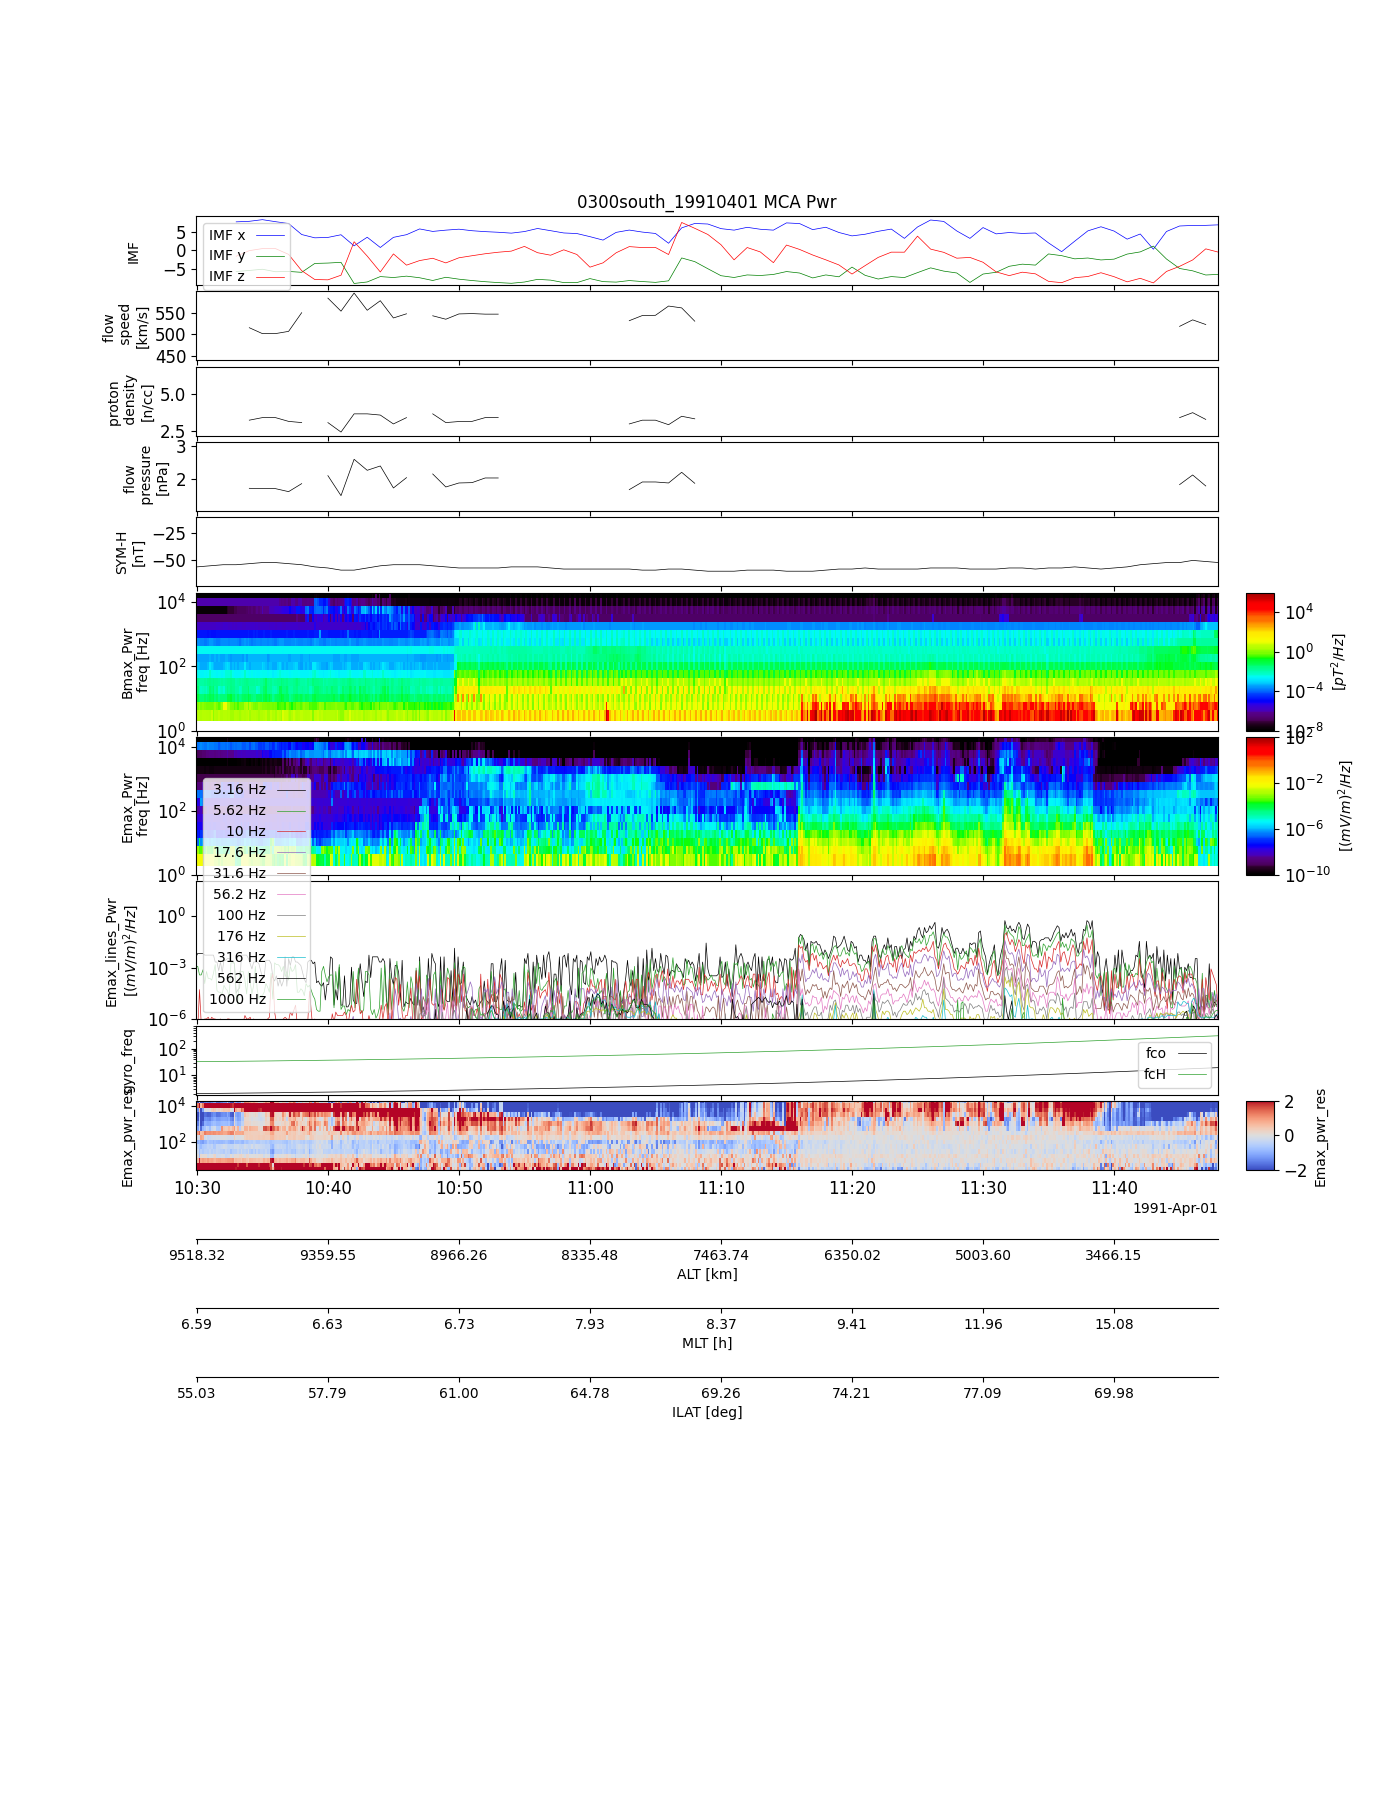 0300south_19910401 MCA Pwr
IMF
5
0
−5
IMF x
IMF y
IMF z
flow
speed
[km/s]
550
500
450
proton
density
[n/cc]
5.0
2.5
flow
pressure
[nPa]
3
2
SYM-H
[nT]
−25
−50
Bmax_Pwr
freq [Hz]
10^4
10^2
10^0
10^4
10^0
10^−4
10^−8
[pT^2/Hz]
Emax_Pwr
freq [Hz]
10^4
10^2
10^0
10^2
10^−2
10^−6
10^−10
[(mV/m)^2/Hz]
3.16 Hz
5.62 Hz
10 Hz
17.6 Hz
31.6 Hz
56.2 Hz
100 Hz
176 Hz
316 Hz
562 Hz
1000 Hz
Emax_lines_Pwr
[(mV/m)^2/Hz]
10^0
10^−3
10^−6
gyro_freq
10^2
10^1
fco
fcH
Emax_pwr_res
10^4
10^2
2
0
−2
Emax_pwr_res
10:30 10:40 10:50 11:00 11:10 11:20 11:30 11:40
1991-Apr-01
9518.32 9359.55 8966.26 8335.48 7463.74 6350.02 5003.60 3466.15
ALT [km]
6.59 6.63 6.73 7.93 8.37 9.41 11.96 15.08
MLT [h]
55.03 57.79 61.00 64.78 69.26 74.21 77.09 69.98
ILAT [deg]